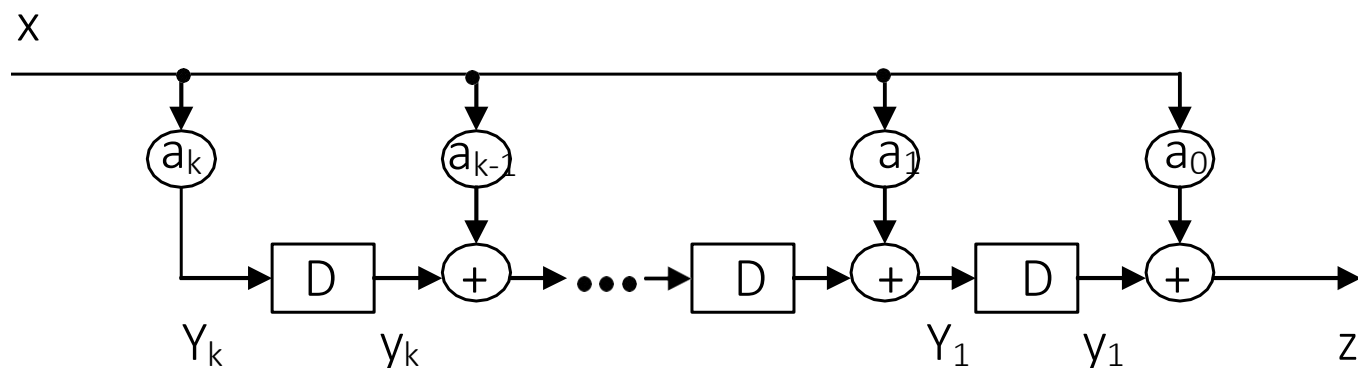 x
aₖ aₖ₋₁ a₁ a₀
D + D + D +
Yₖ yₖ Y₁ y₁ z